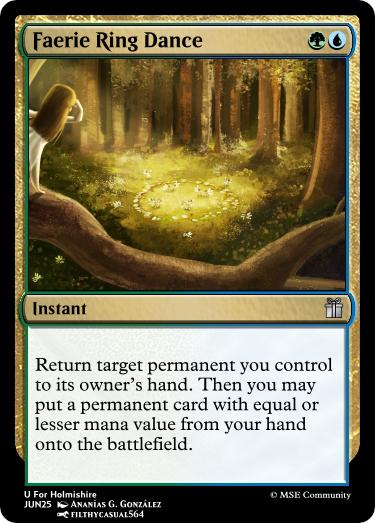 Faerie Ring Dance
Instant
Return target permanent you control
to its owner's hand. Then you may
put a permanent card with equal or
lesser mana value from your hand
onto the battlefield.
U For Holmishire
JUN25 Ananías G. González
FILTHYCASUAL564
© MSE Community